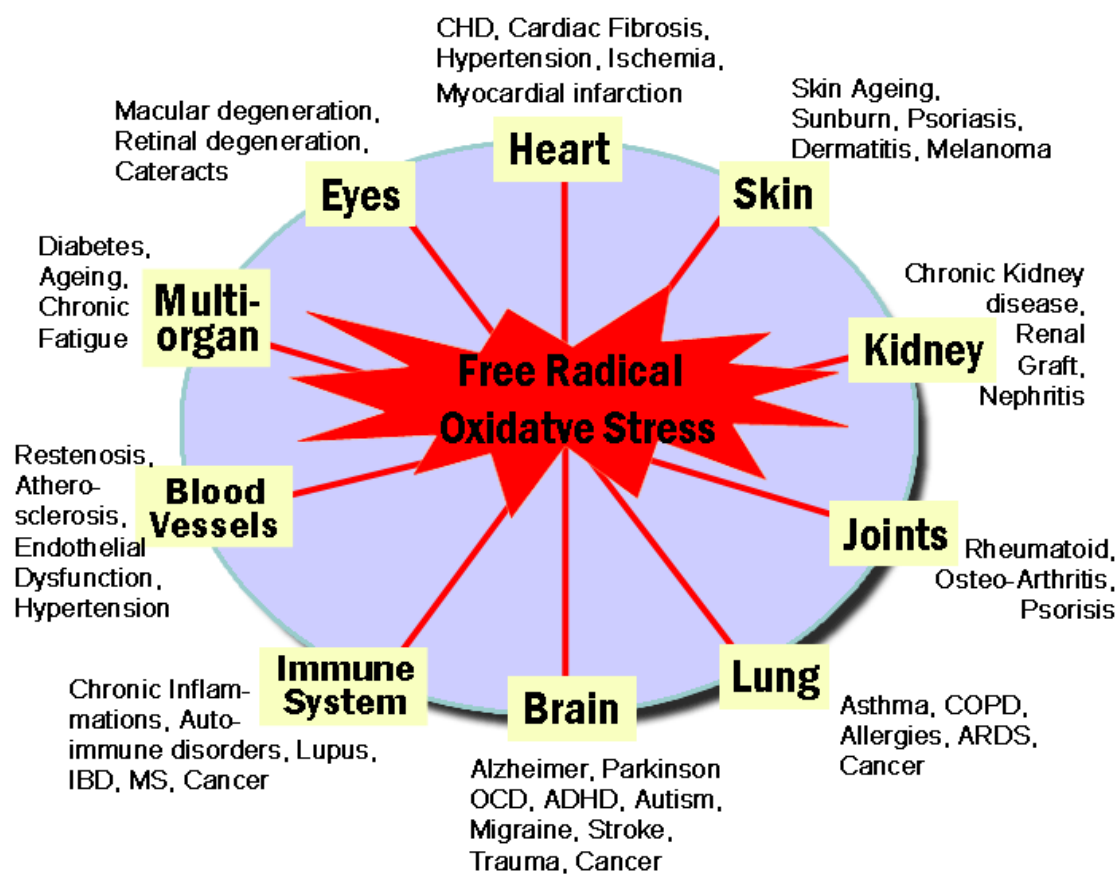 CHD, Cardiac Fibrosis,
Hypertension, Ischemia,
Myocardial infarction
Heart
Skin Ageing,
Sunburn, Psoriasis,
Dermatitis, Melanoma
Skin
Macular degeneration,
Retinal degeneration,
Cateracts
Eyes
Diabetes,
Ageing,
Chronic
Fatigue
Multi-
organ
Chronic Kidney
disease,
Renal
Graft,
Nephritis
Kidney
Free Radical
Oxidatve Stress
Restenosis,
Athero-
sclerosis,
Endothelial
Dysfunction,
Hypertension
Blood
Vessels
Joints
Rheumatoid,
Osteo-Arthritis,
Psorisis
Immune
System
Chronic Inflam-
mations, Auto-
immune disorders, Lupus,
IBD, MS, Cancer
Brain
Alzheimer, Parkinson
OCD, ADHD, Autism,
Migraine, Stroke,
Trauma, Cancer
Lung
Asthma, COPD,
Allergies, ARDS,
Cancer